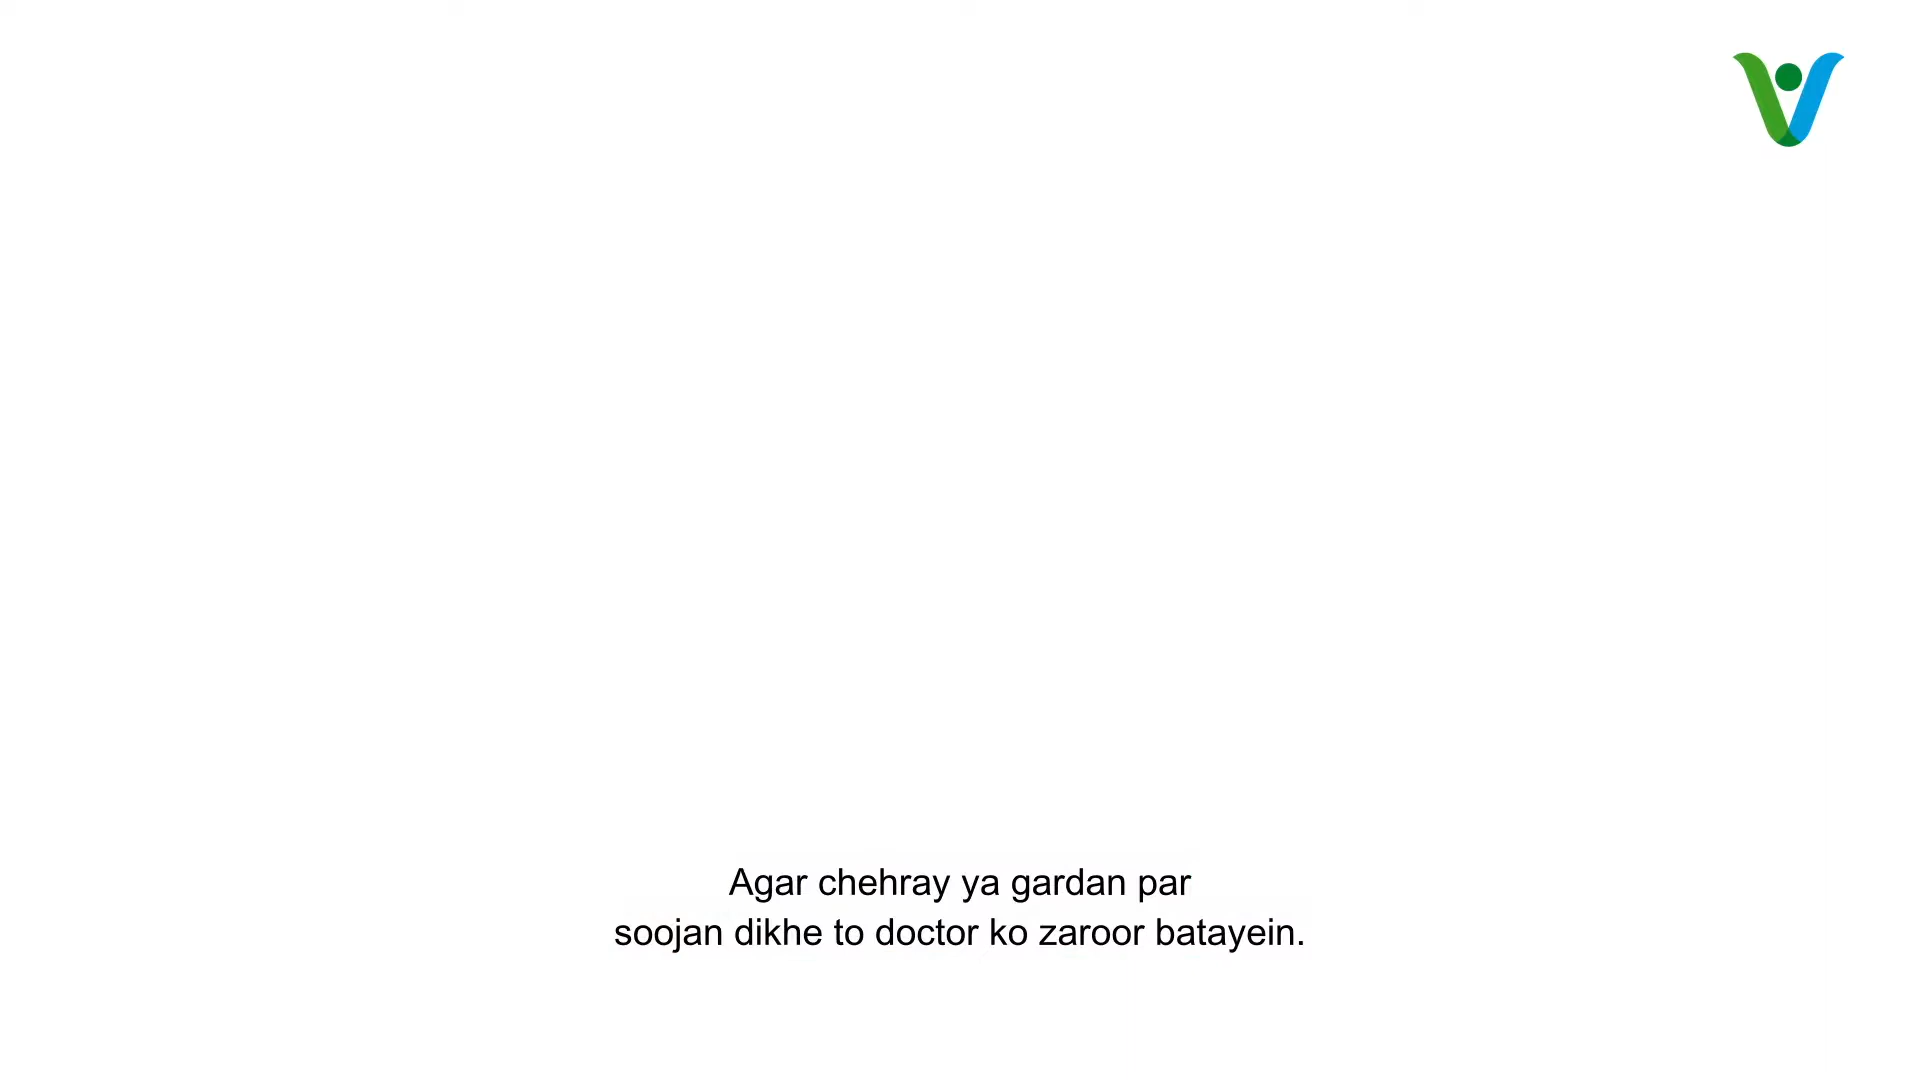 Agar chehray ya gardan par
soojan dikhe to doctor ko zaroor batayein.